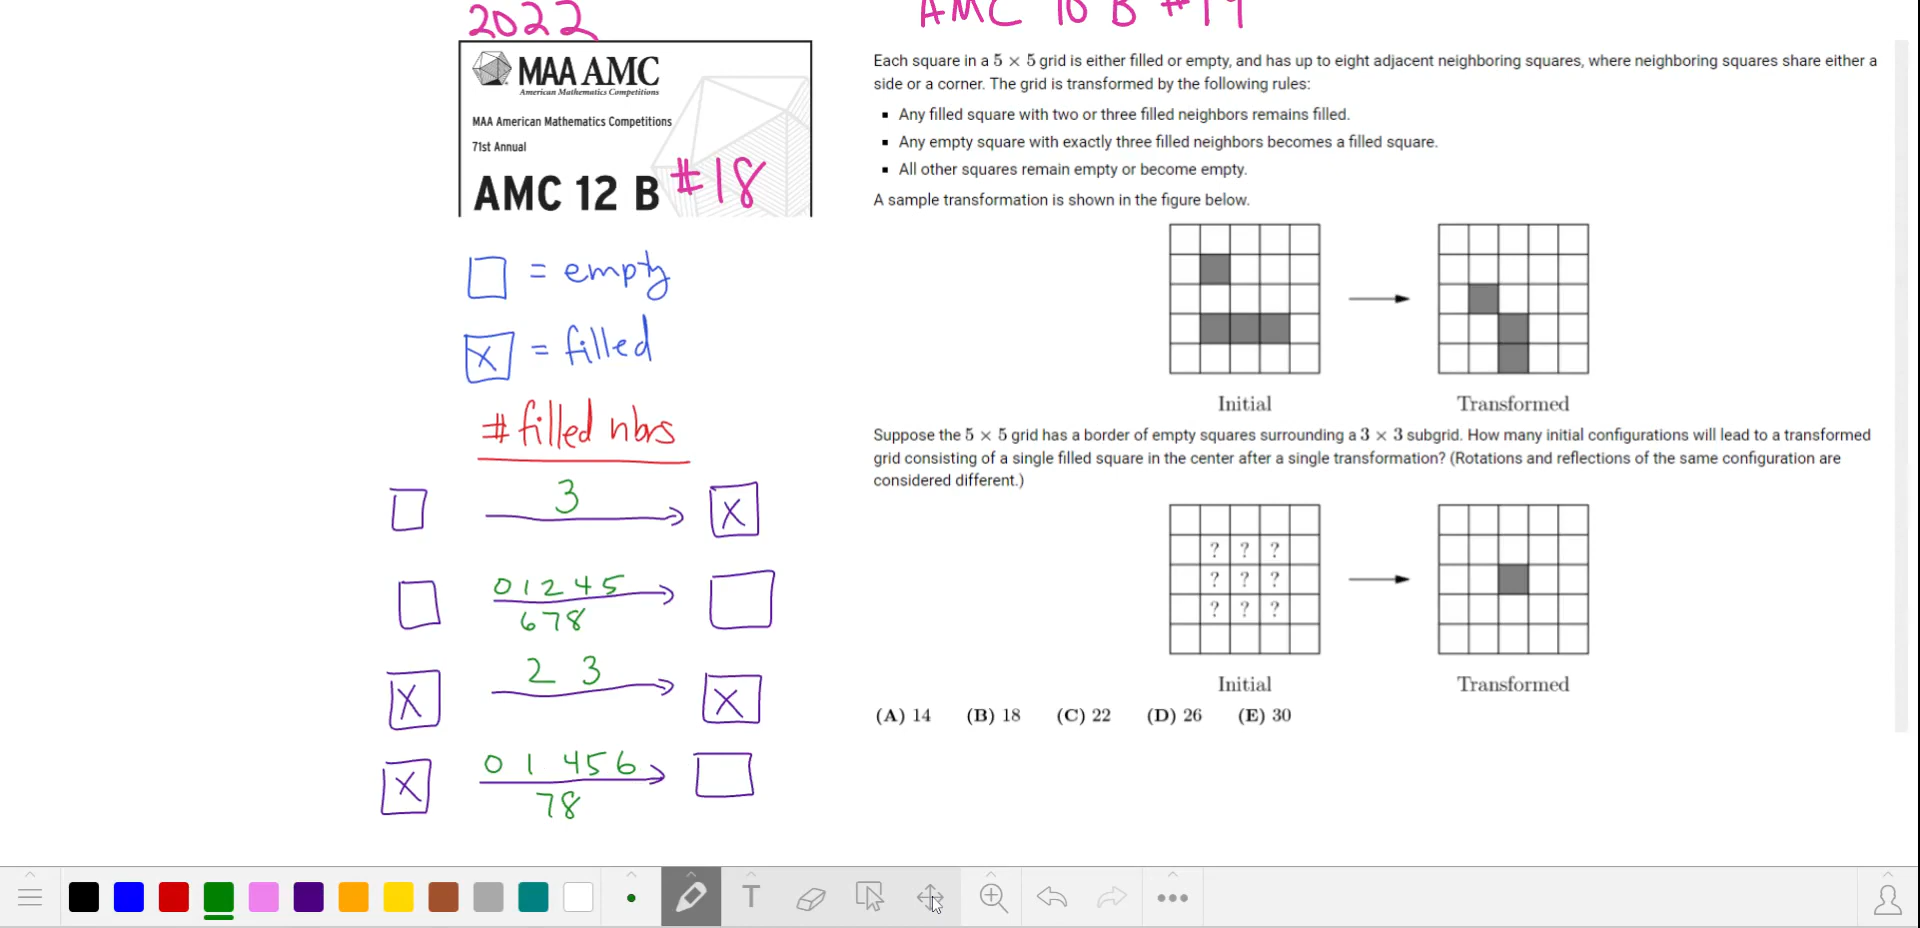 2022
AMC 10 B #19
MAA AMC
American Mathematics Competitions
MAA American Mathematics Competitions
71st Annual
AMC 12 B #18
= empty
X = filled
# filled nbrs
3 X
0 1 2 4 5
6 7 8
X 2 3 X
X 0 1 4 5 6
7 8
Each square in a 5 × 5 grid is either filled or empty, and has up to eight adjacent neighboring squares, where neighboring squares share either a
side or a corner. The grid is transformed by the following rules:
▪ Any filled square with two or three filled neighbors remains filled.
▪ Any empty square with exactly three filled neighbors becomes a filled square.
▪ All other squares remain empty or become empty.
A sample transformation is shown in the figure below.
Initial Transformed
Suppose the 5 × 5 grid has a border of empty squares surrounding a 3 × 3 subgrid. How many initial configurations will lead to a transformed
grid consisting of a single filled square in the center after a single transformation? (Rotations and reflections of the same configuration are
considered different.)
? ? ?
? ? ?
? ? ?
Initial Transformed
(A) 14 (B) 18 (C) 22 (D) 26 (E) 30
T